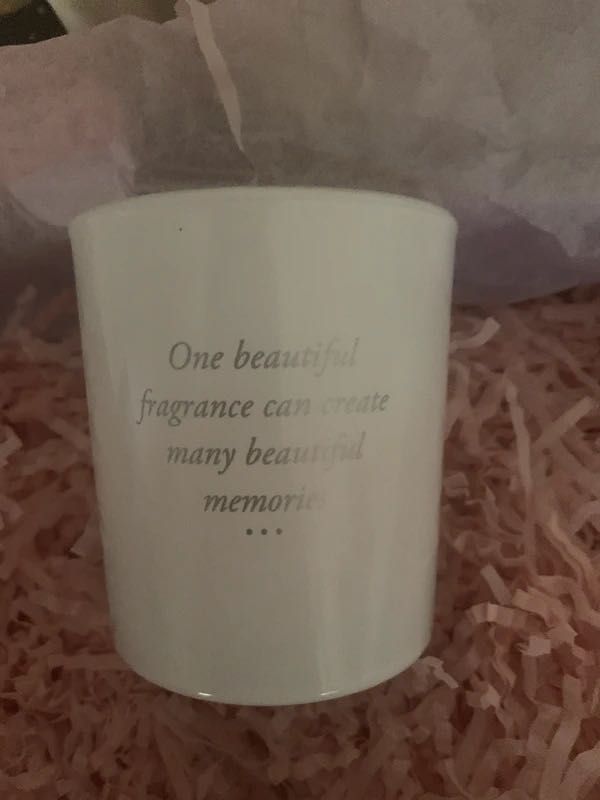 One beautiful
fragrance can create
many beautiful
memories
...